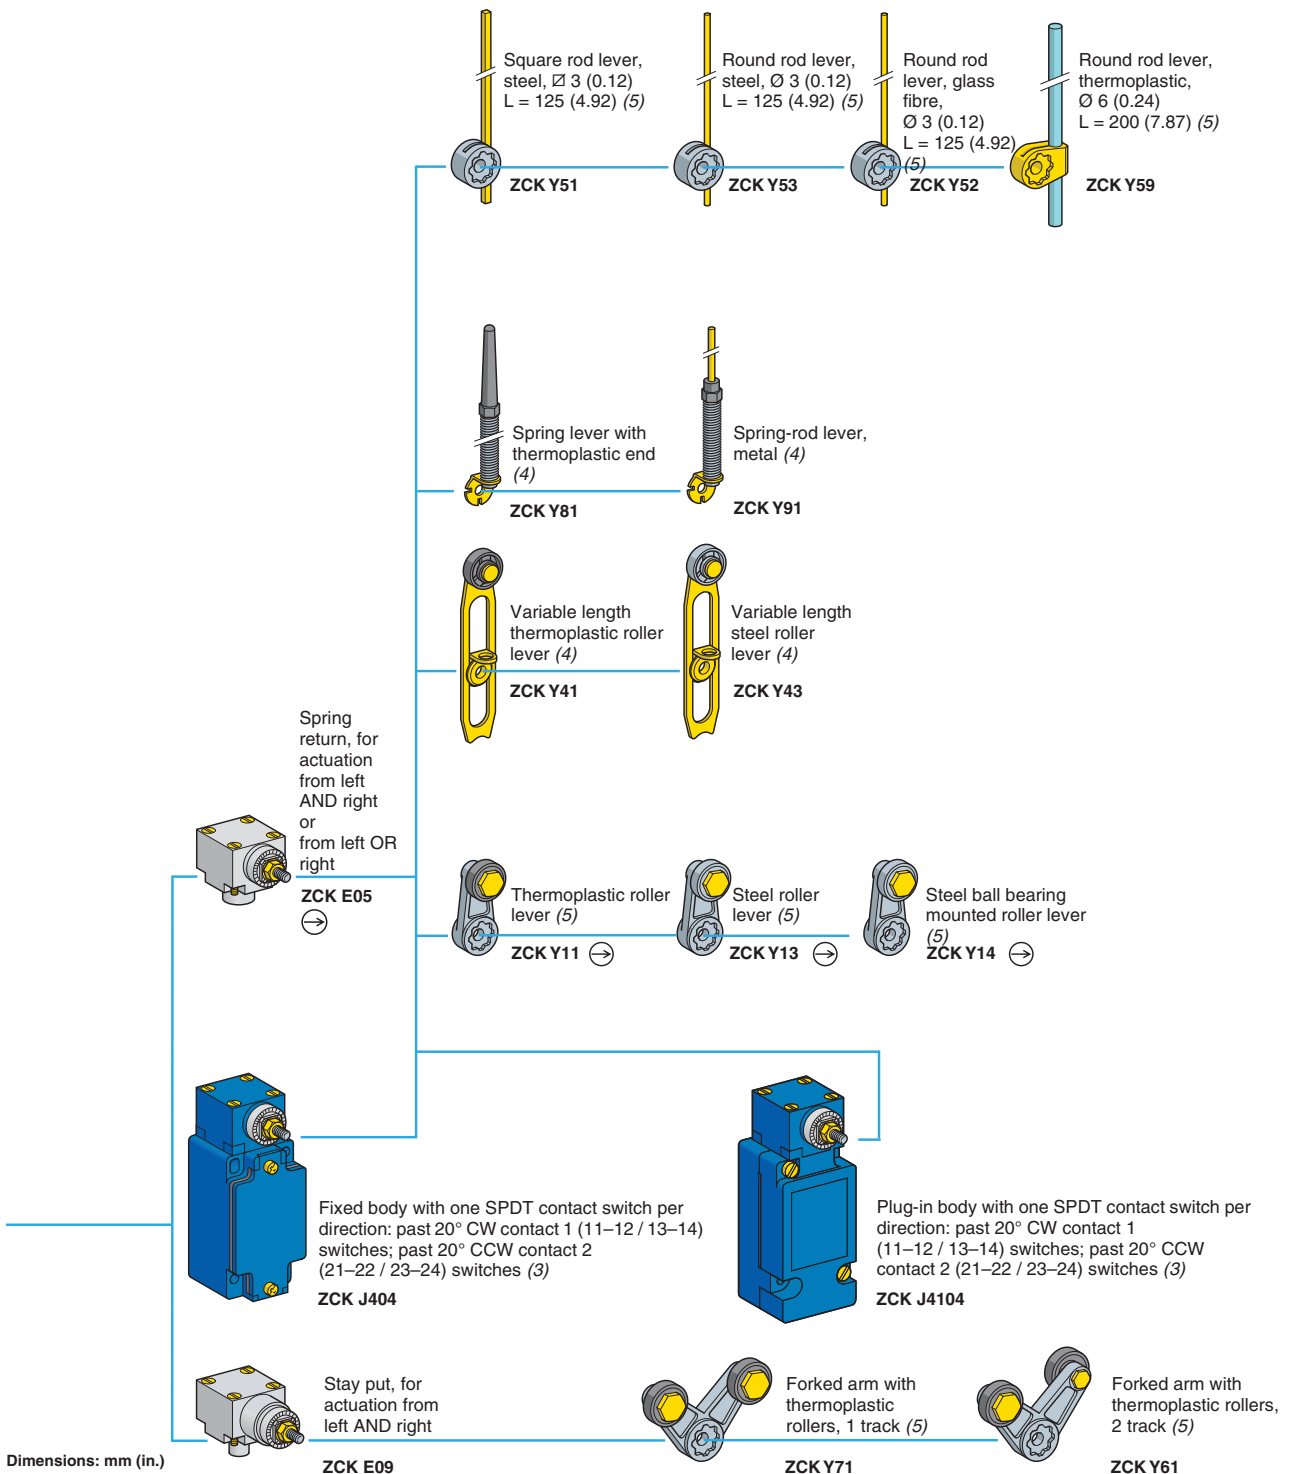 Square rod lever,
steel, ⌀ 3 (0.12)
L = 125 (4.92) (5)
ZCK Y51
Round rod lever,
steel, Ø 3 (0.12)
L = 125 (4.92) (5)
ZCK Y53
Round rod
lever, glass
fibre,
Ø 3 (0.12)
L = 125 (4.92)
(5)
ZCK Y52
Round rod lever,
thermoplastic,
Ø 6 (0.24)
L = 200 (7.87) (5)
ZCK Y59
Spring lever with
thermoplastic end
(4)
ZCK Y81
Spring-rod lever,
metal (4)
ZCK Y91
Variable length
thermoplastic roller
lever (4)
ZCK Y41
Variable length
steel roller
lever (4)
ZCK Y43
Spring
return, for
actuation
from left
AND right
or
from left OR
right
ZCK E05
Thermoplastic roller
lever (5)
ZCK Y11
Steel roller
lever (5)
ZCK Y13
Steel ball bearing
mounted roller lever
(5)
ZCK Y14
Fixed body with one SPDT contact switch per
direction: past 20° CW contact 1 (11–12 / 13–14)
switches; past 20° CCW contact 2
(21–22 / 23–24) switches (3)
ZCK J404
Plug-in body with one SPDT contact switch per
direction: past 20° CW contact 1
(11–12 / 13–14) switches; past 20° CCW
contact 2 (21–22 / 23–24) switches (3)
ZCK J4104
Stay put, for
actuation from
left AND right
ZCK E09
Forked arm with
thermoplastic
rollers, 1 track (5)
ZCK Y71
Forked arm with
thermoplastic rollers,
2 track (5)
ZCK Y61
Dimensions: mm (in.)